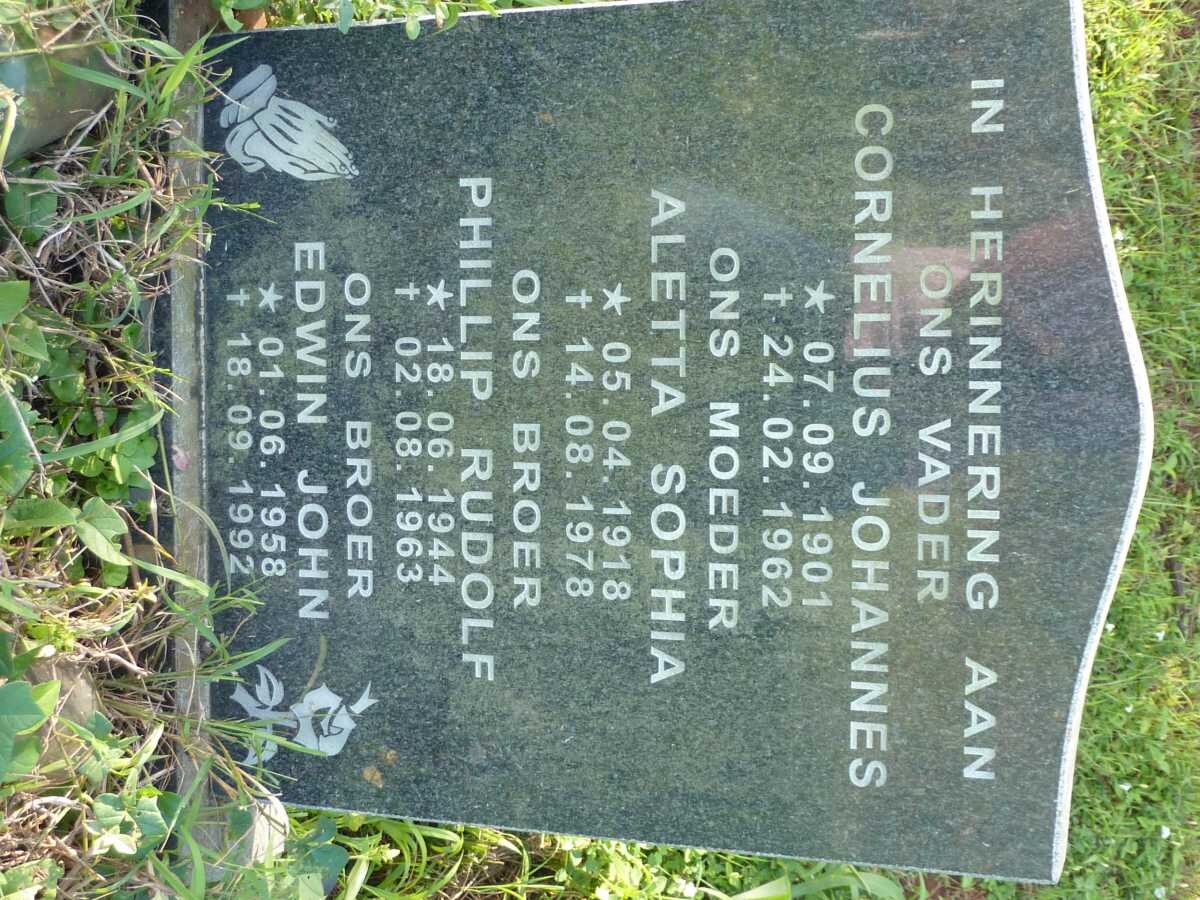 IN HERINNERING AAN
ONS VADER
CORNELIUS JOHANNES
★ 07.09.1901
† 24.02.1962
ONS MOEDER
ALETTA SOPHIA
★ 05.04.1918
† 14.08.1978
ONS BROER
PHILLIP RUDOLF
★ 18.06.1944
† 02.08.1963
ONS BROER
EDWIN JOHN
★ 01.06.1958
† 18.09.1992